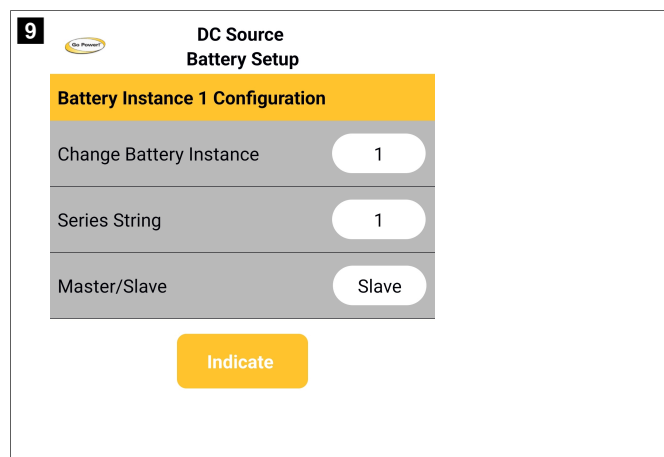 9
Go Power!
DC Source
Battery Setup
Battery Instance 1 Configuration
Change Battery Instance 1
Series String 1
Master/Slave Slave
Indicate